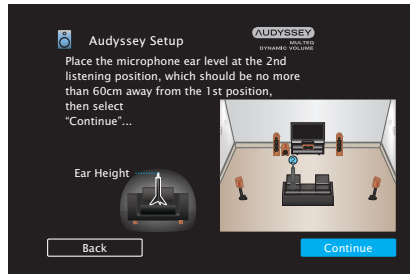 Audyssey Setup
AUDYSSEY
MULTEQ
DYNAMIC VOLUME
Place the microphone ear level at the 2nd
listening position, which should be no more
than 60cm away from the 1st position,
then select
“Continue”...
2
Ear Height
Back
Continue